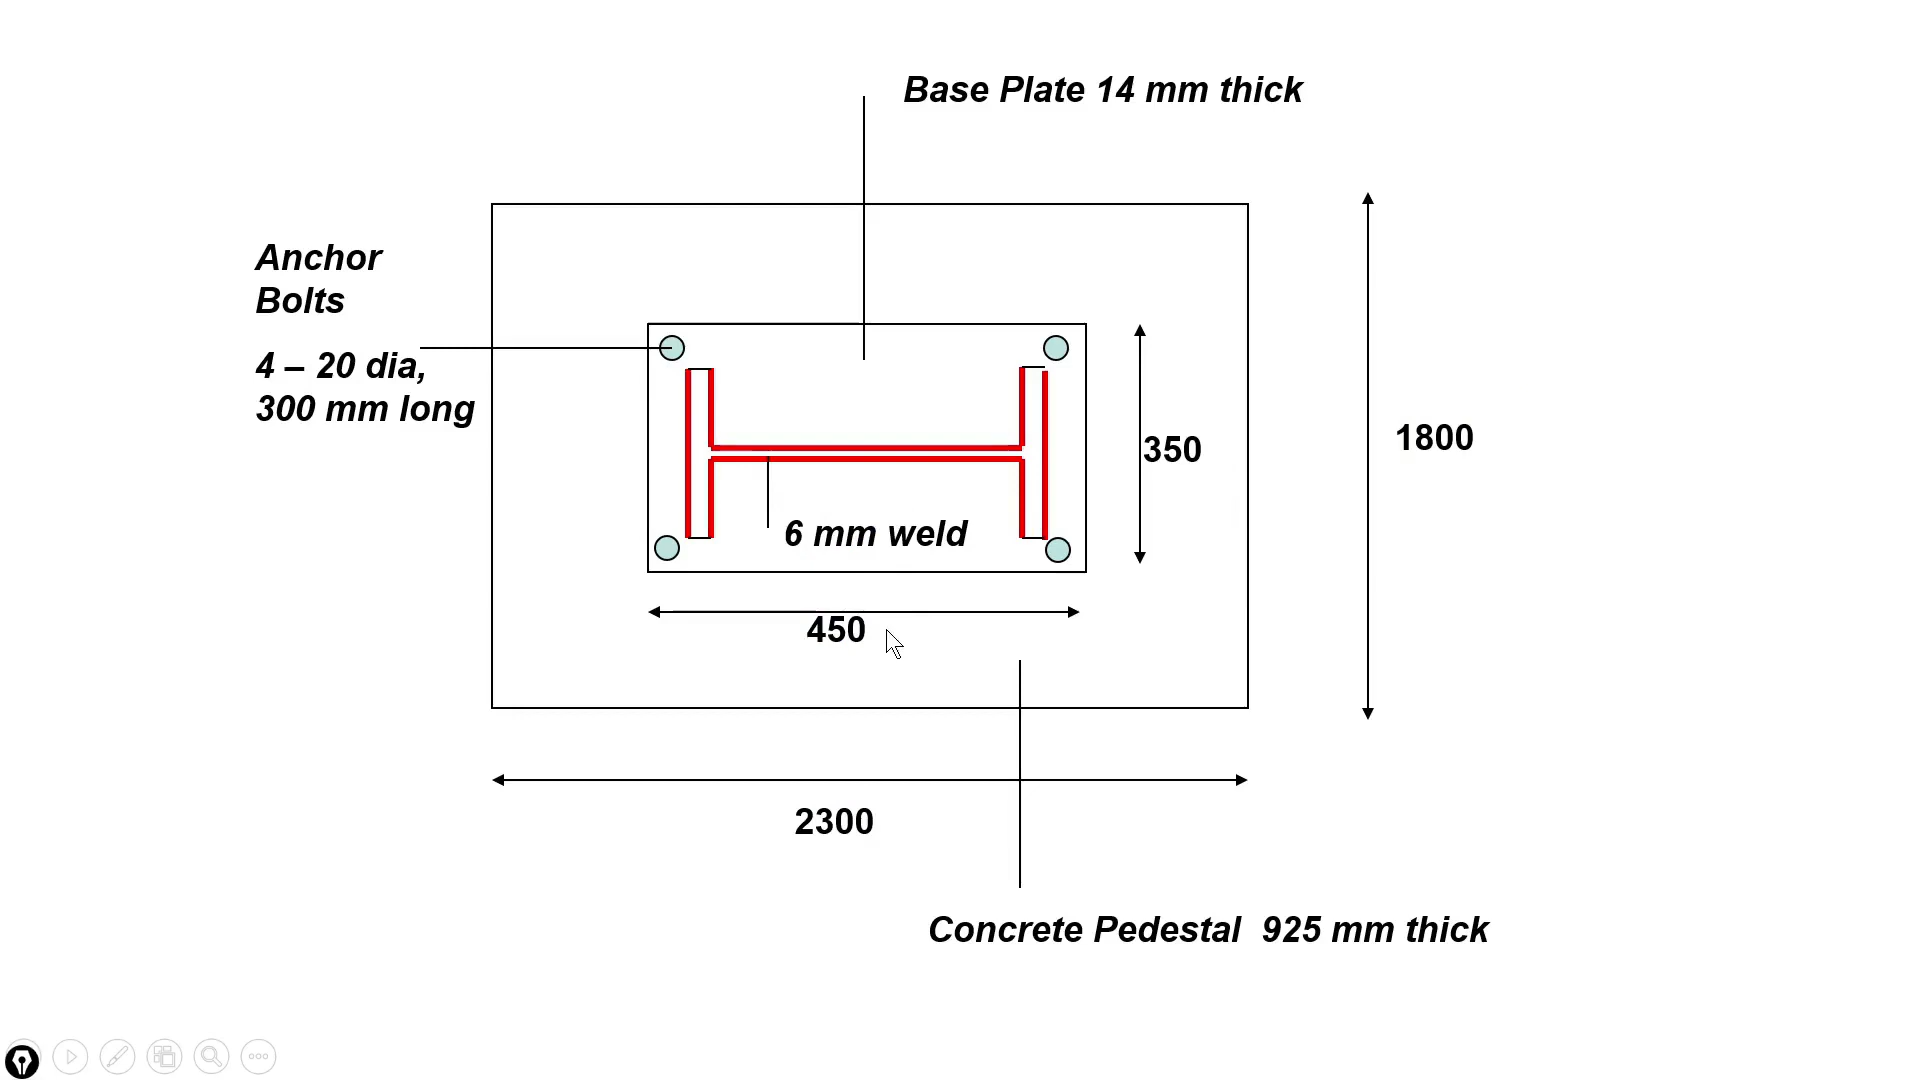 Base Plate 14 mm thick
Anchor
Bolts
4 – 20 dia,
300 mm long
350
1800
6 mm weld
450
2300
Concrete Pedestal  925 mm thick